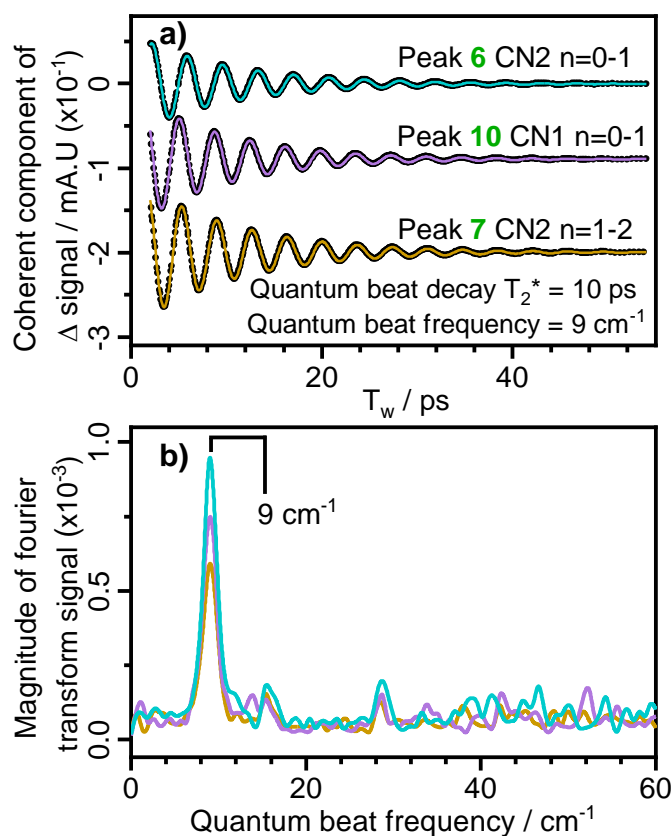 a)
Peak 6 CN2 n=0-1
Peak 10 CN1 n=0-1
Peak 7 CN2 n=1-2
Quantum beat decay T₂* = 10 ps
Quantum beat frequency = 9 cm⁻¹
Coherent component of
Δ signal / mA.U (x10⁻¹)
0
-1
-2
-3
0 20 40
T_w / ps
b)
9 cm⁻¹
Magnitude of fourier
transform signal (x10⁻³)
1.0
0.5
0.0
0 20 40 60
Quantum beat frequency / cm⁻¹